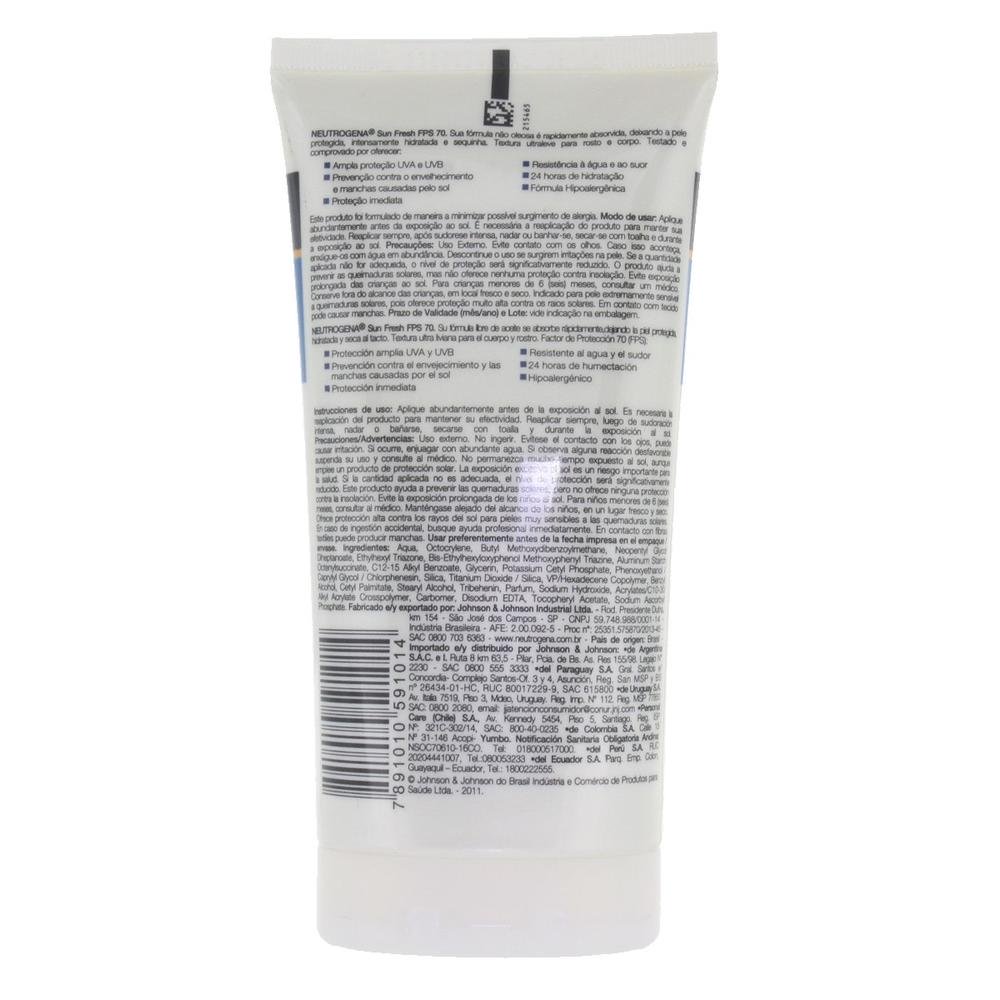 215465
NEUTROGENA® Sun Fresh FPS 70. Sua fórmula não oleosa é rapidamente absorvida, deixando a pele
protegida, intensamente hidratada e sequinha. Textura ultraleve para rosto e corpo. Testado e
comprovado por oferecer:
■ Ampla proteção UVA e UVB
■ Prevenção contra o envelhecimento
e manchas causadas pelo sol
■ Proteção imediata
■ Resistência à água e ao suor
■ 24 horas de hidratação
■ Fórmula Hipoalergênica
Este produto foi formulado de maneira a minimizar possível surgimento de alergia. Modo de usar: Aplique
abundantemente antes da exposição ao sol. É necessária a reaplicação do produto para manter sua
efetividade. Reaplicar sempre, após sudorese intensa, nadar ou banhar-se, secar-se com toalha e durante
a exposição ao sol. Precauções: Uso Externo. Evite contato com os olhos. Caso isso aconteça,
enxágue-os com água em abundância. Descontinue o uso se surgirem irritações na pele. Se a quantidade
aplicada não for adequada, o nível de proteção será significativamente reduzido. O produto ajuda a
prevenir as queimaduras solares, mas não oferece nenhuma proteção contra insolação. Evite exposição
prolongada das crianças ao sol. Para crianças menores de 6 (seis) meses, consultar um médico.
Conserve fora do alcance das crianças, em local fresco e seco. Indicado para pele extremamente sensível
a queimaduras solares, pois oferece proteção muito alta contra os raios solares. Em contato com tecido
pode causar manchas. Prazo de Validade (mês/ano) e Lote: vide indicação na embalagem.
NEUTROGENA® Sun Fresh FPS 70. Su fórmula libre de aceite se absorbe rápidamente,dejando la piel protegida,
hidratada y seca al tacto. Textura ultra liviana para el cuerpo y rostro. Factor de Protección 70 (FPS):
■ Protección amplia UVA y UVB
■ Prevención contra el envejecimiento y las
manchas causadas por el sol
■ Protección inmediata
■ Resistente al agua y el sudor
■ 24 horas de humectación
■ Hipoalergénico
Instrucciones de uso: Aplique abundantemente antes de la exposición al sol. Es necesaria la
reaplicación del producto para mantener su efectividad. Reaplicar siempre, luego de sudoración
intensa, nadar o bañarse, secarse con toalla y durante la exposición al sol.
Precauciones/Advertencias: Uso externo. No ingerir. Evítese el contacto con los ojos, puede
causar irritación. Si ocurre, enjuagar con abundante agua. Si observa alguna reacción desfavorable
suspenda su uso y consulte al médico. No permanezca mucho tiempo expuesto al sol, aunque
emplee un producto de protección solar. La exposición excesiva al sol es un riesgo importante para
la salud. Si la cantidad aplicada no es adecuada, el nivel de protección será significativamente
reducido. Este producto ayuda a prevenir las quemaduras solares, pero no ofrece ninguna protección
contra la insolación. Evite la exposición prolongada de los niños al sol. Para niños menores de 6 (seis)
meses, consultar al médico. Manténgase alejado del alcance de los niños, en un lugar fresco y seco.
Ofrece protección alta contra los rayos del sol para pieles muy sensibles a las quemaduras solares.
En caso de ingestión accidental, busque ayuda profesional inmediatamente. En contacto con fibras
textiles puede producir manchas. Usar preferentemente antes de la fecha impresa en el empaque /
envase. Ingredientes: Aqua, Octocrylene, Butyl Methoxydibenzoylmethane, Neopentyl Glycol
Diheptanoate, Ethylhexyl Triazone, Bis-Ethylhexyloxyphenol Methoxyphenyl Triazine, Aluminum Starch
Octenylsuccinate, C12-15 Alkyl Benzoate, Glycerin, Potassium Cetyl Phosphate, Phenoxyethanol /
Caprylyl Glycol / Chlorphenesin, Silica, Titanium Dioxide / Silica, VP/Hexadecene Copolymer, Benzyl
Alcohol, Cetyl Palmitate, Stearyl Alcohol, Tribehenin, Parfum, Sodium Hydroxide, Acrylates/C10-30
Alkyl Acrylate Crosspolymer, Carbomer, Disodium EDTA, Tocopheryl Acetate, Sodium Ascorbyl
Phosphate. Fabricado e/y exportado por: Johnson & Johnson Industrial Ltda. - Rod. Presidente Dutra,
km 154 - São José dos Campos - SP - CNPJ 59.748.988/0001-14 -
Indústria Brasileira - AFE: 2.00.092-5 - Proc nº: 25351.575870/2013-46 -
SAC 0800 703 6363 - www.neutrogena.com.br - País de origen: Brasil
Importado e/y distribuido por Johnson & Johnson: •de Argentina
S.A.C. e I. Ruta 8 km 63,5 - Pilar, Pcia. de Bs. As. Res 155/98. Legajo Nº
2230 - SAC 0800 555 3333 •del Paraguay S.A. Gral. Santos y
Concordia- Complejo Santos-Of. 3 y 4, Asunción, Reg. San MSP y BS
nº 26434-01-HC, RUC 80017229-9, SAC 615800 •de Uruguay S.A.
Av. Italia 7519, Piso 3, Mdeo, Uruguay. Reg. Imp. Nº 112. Reg. MSP
SAC: 0800 2080, email: jjatencionconsumidor@conur.jnj.com •Personal
Care (Chile) S.A., Av. Kennedy 5454, Piso 5, Santiago. Reg. ISP
Nº: 321C-302/14, SAC: 800-40-0235 •de Colombia S.A. Calle 15
Nº 31-146 Acopi- Yumbo. Notificación Sanitaria Obligatoria Andina
NSOC70610-16CO. Tel: 018000517000. •del Perú S.A. RUC
20204441007, Tel.:080053233 •del Ecuador S.A. Parq. Emp. Colon,
Guayaquil – Ecuador, Tel.: 1800222555.
© Johnson & Johnson do Brasil Indústria e Comércio de Produtos para
Saúde Ltda. - 2011.
7891010591014